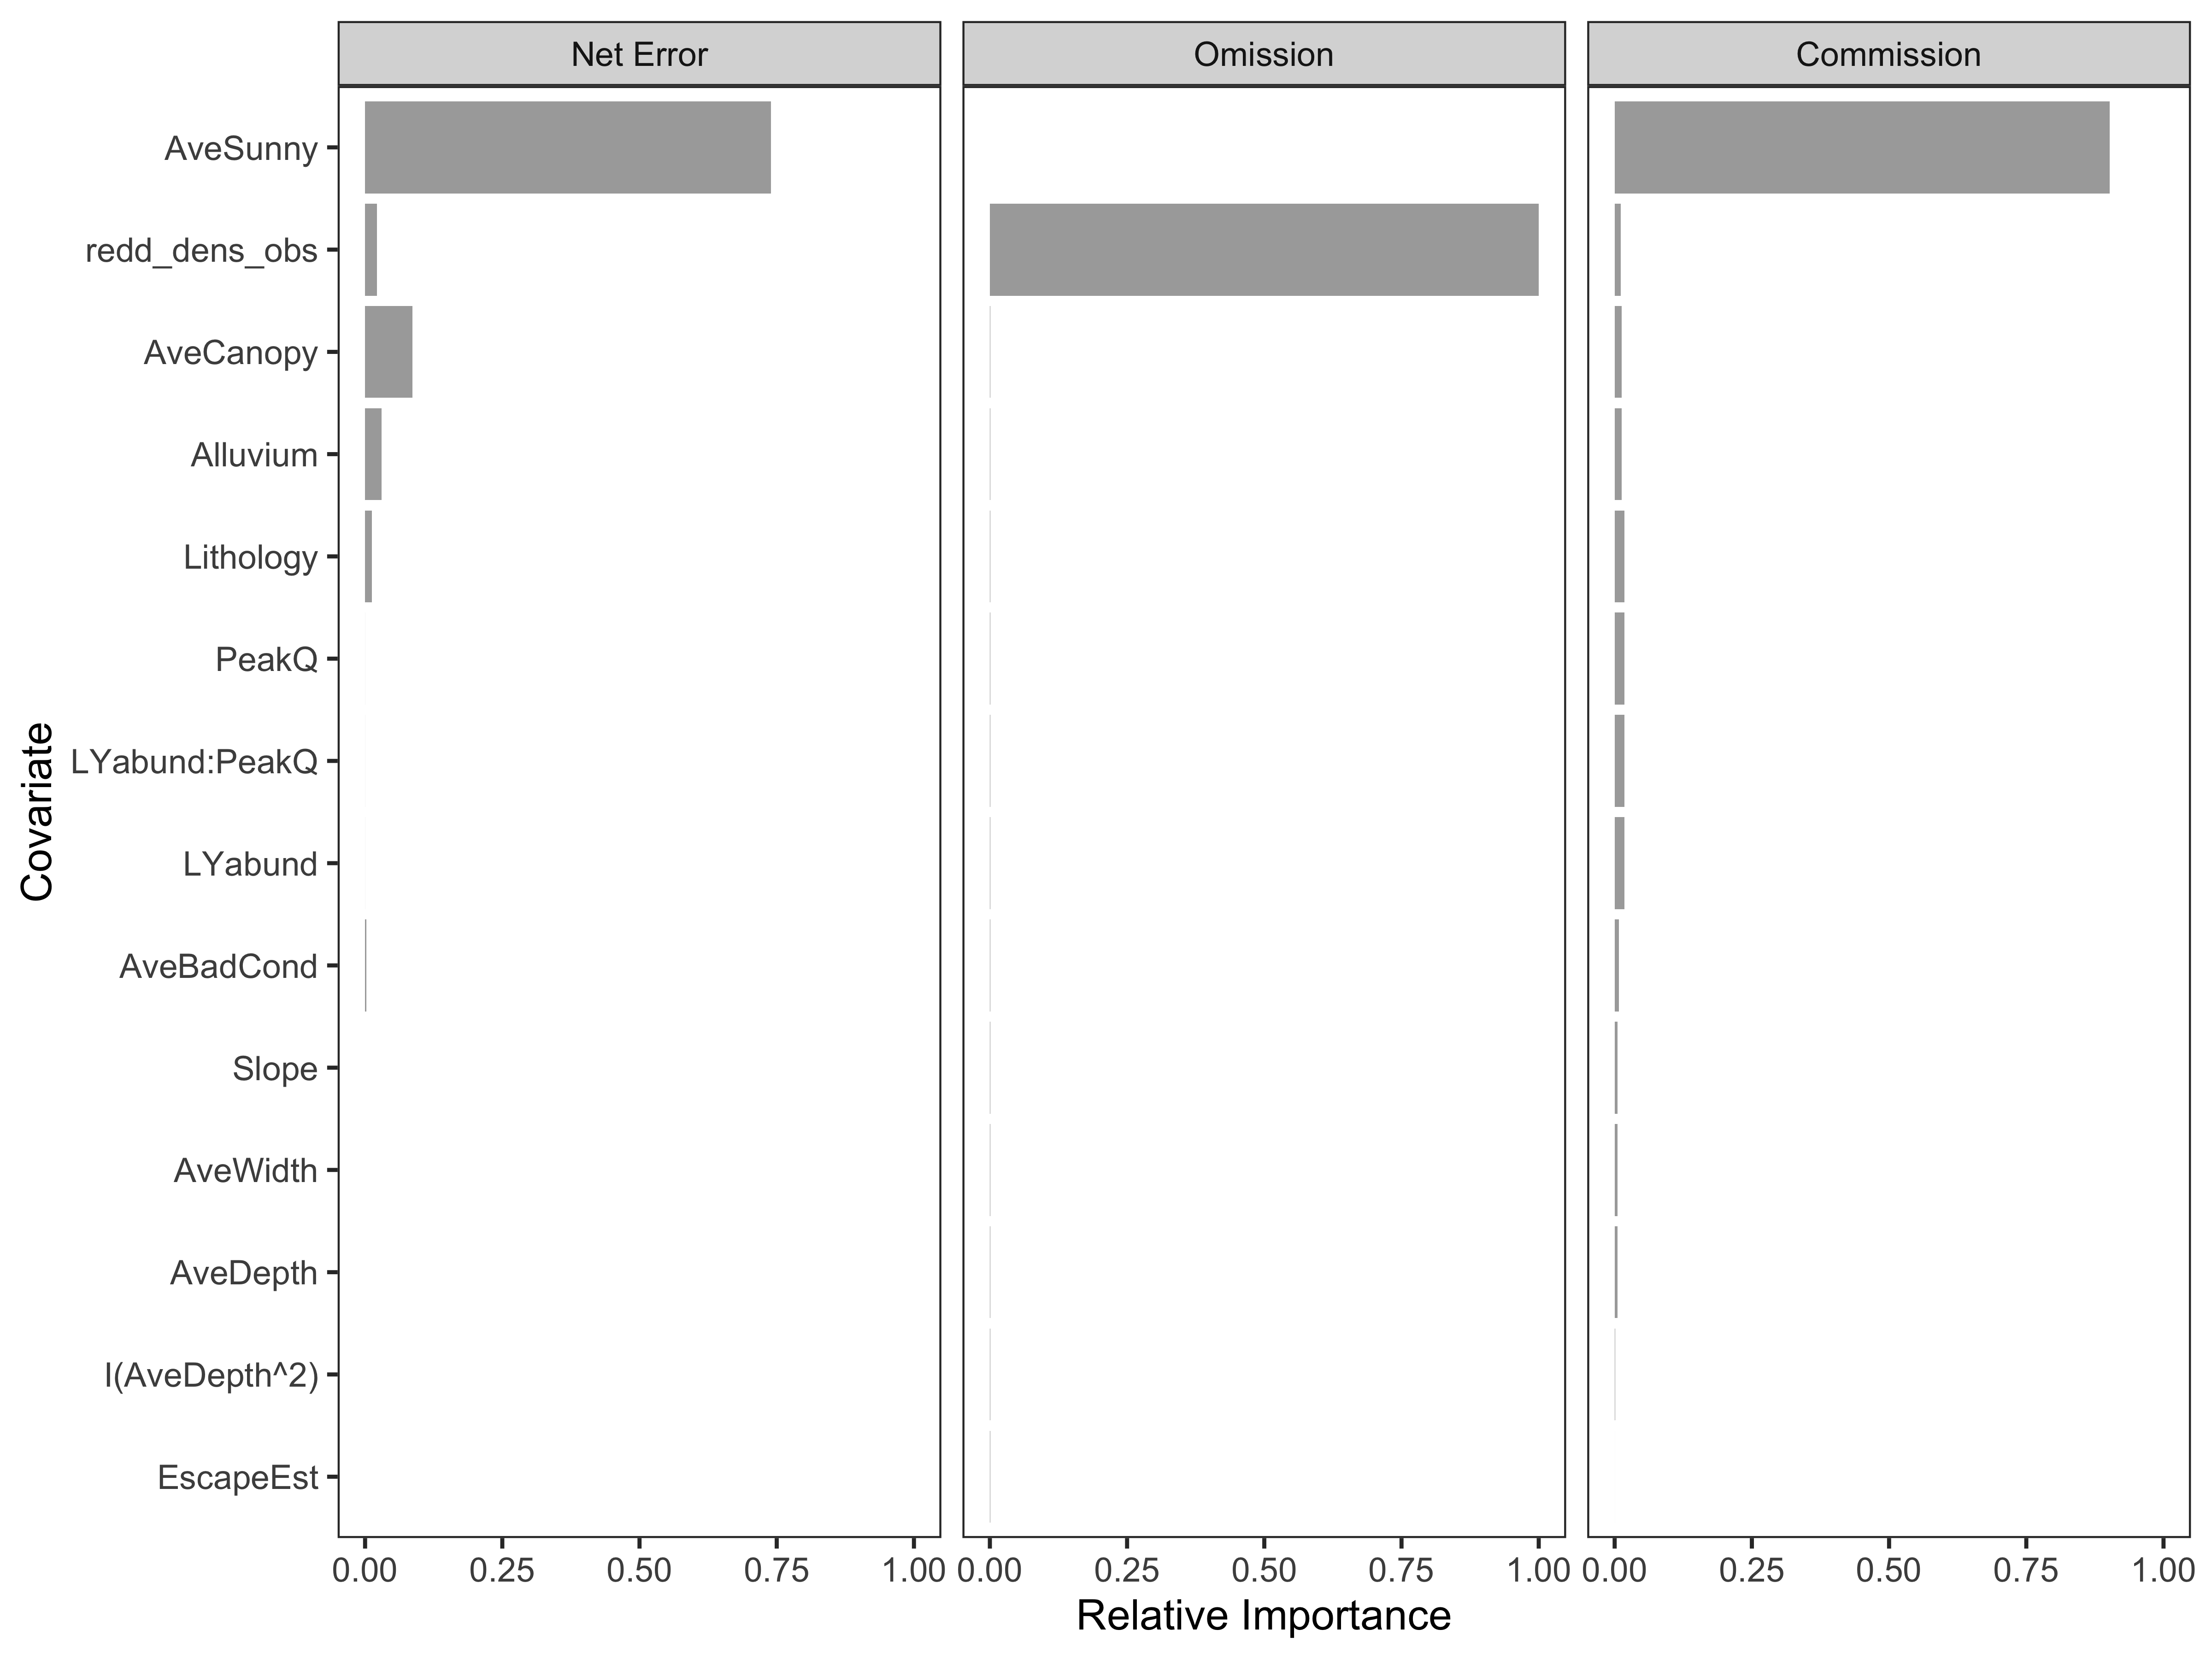 Net Error
Omission
Commission
Covariate
AveSunny
redd_dens_obs
AveCanopy
Alluvium
Lithology
PeakQ
LYabund:PeakQ
LYabund
AveBadCond
Slope
AveWidth
AveDepth
I(AveDepth^2)
EscapeEst
0.00 0.25 0.50 0.75 1.00 0.00 0.25 0.50 0.75 1.00 0.00 0.25 0.50 0.75 1.00
Relative Importance